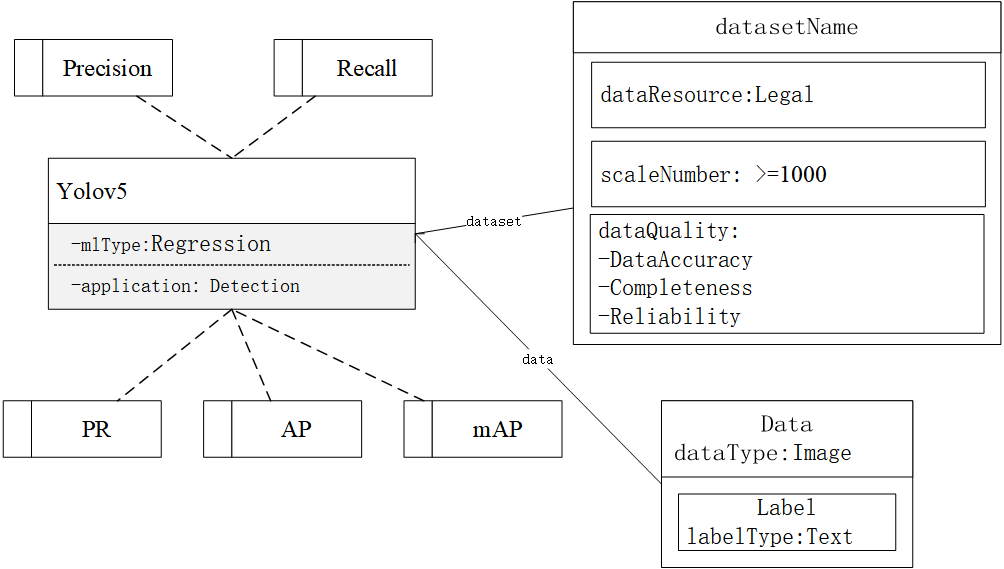 Precision
Recall
Yolov5
-mlType:Regression
-application: Detection
PR
AP
mAP
dataset
data
datasetName
dataResource:Legal
scaleNumber: >=1000
dataQuality:
-DataAccuracy
-Completeness
-Reliability
Data
dataType:Image
Label
labelType:Text